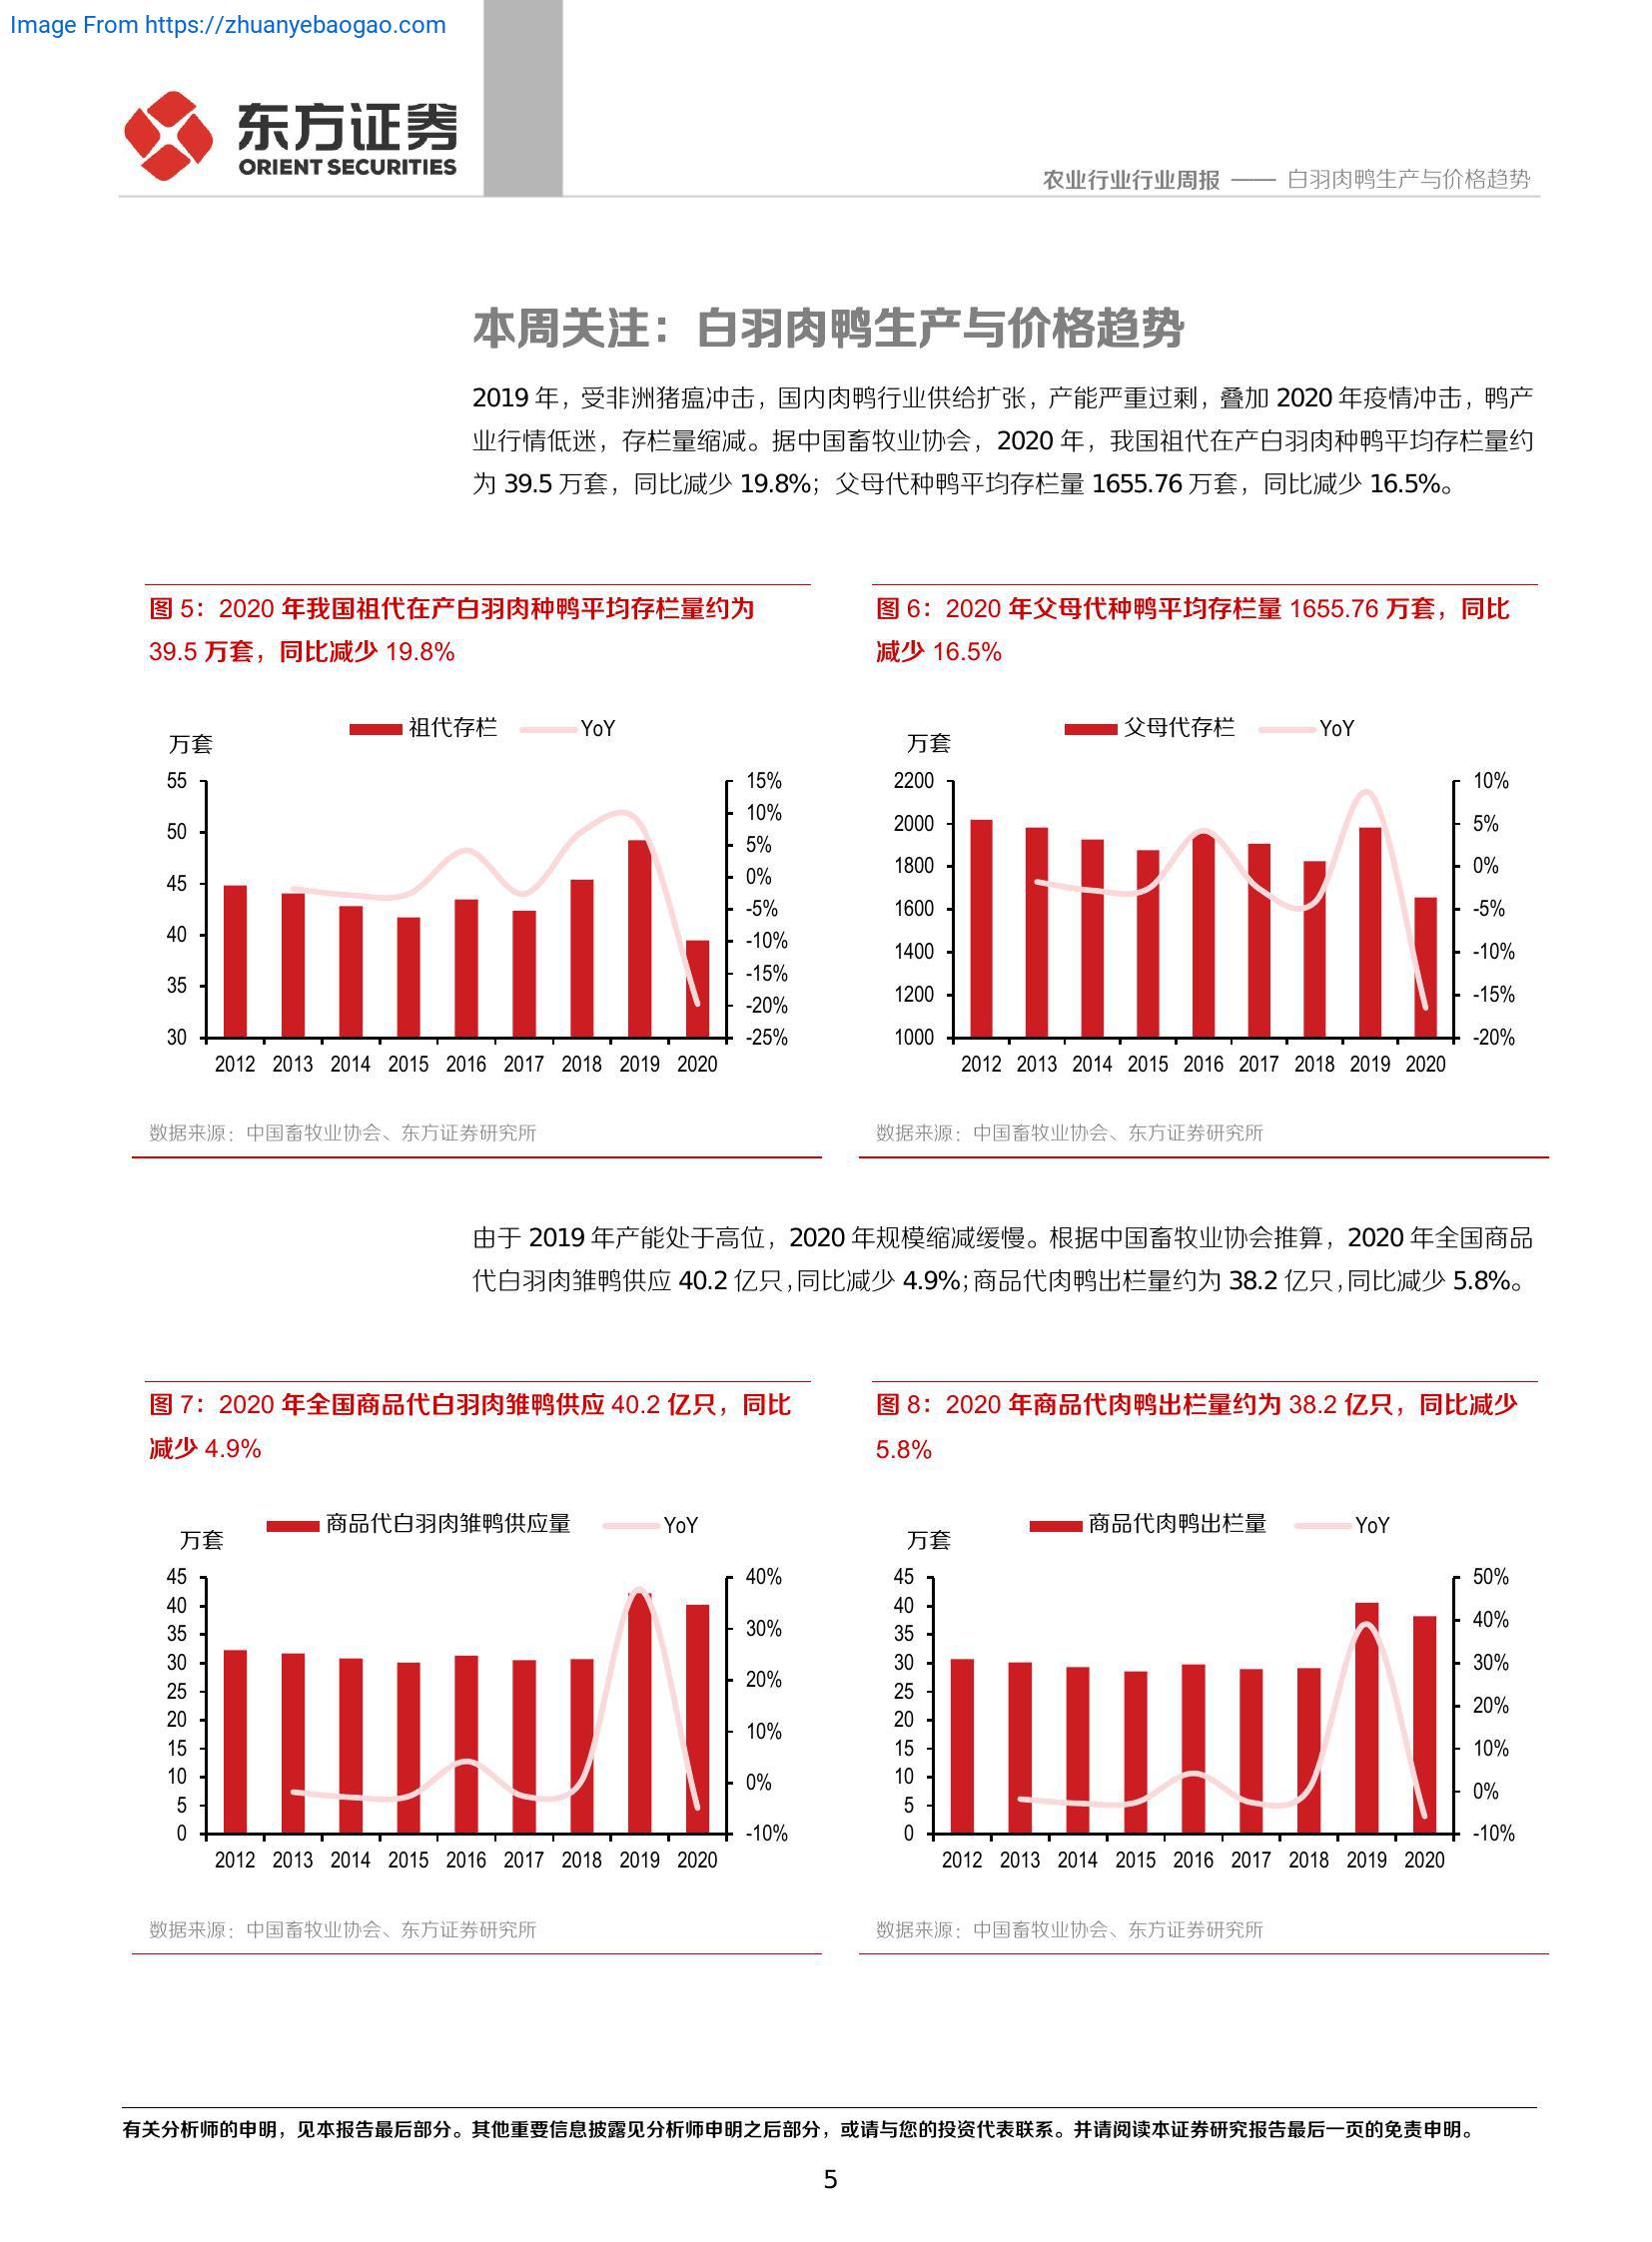 Image From https://zhuanyebaogao.com
东方证券
ORIENT SECURITIES
农业行业行业周报 —— 白羽肉鸭生产与价格趋势
本周关注：白羽肉鸭生产与价格趋势
2019 年，受非洲猪瘟冲击，国内肉鸭行业供给扩张，产能严重过剩，叠加 2020 年疫情冲击，鸭产
业行情低迷，存栏量缩减。据中国畜牧业协会，2020 年，我国祖代在产白羽肉种鸭平均存栏量约
为 39.5 万套，同比减少 19.8%；父母代种鸭平均存栏量 1655.76 万套，同比减少 16.5%。
图 5：2020 年我国祖代在产白羽肉种鸭平均存栏量约为
39.5 万套，同比减少 19.8%
祖代存栏 YoY
万套
55 15%
50 10%
45 5%
40 0%
35 -5%
30 -10%
-15%
-20%
-25%
2012 2013 2014 2015 2016 2017 2018 2019 2020
数据来源：中国畜牧业协会、东方证券研究所
图 6：2020 年父母代种鸭平均存栏量 1655.76 万套，同比
减少 16.5%
父母代存栏 YoY
万套
2200 10%
2000 5%
1800 0%
1600 -5%
1400 -10%
1200 -15%
1000 -20%
2012 2013 2014 2015 2016 2017 2018 2019 2020
数据来源：中国畜牧业协会、东方证券研究所
由于 2019 年产能处于高位，2020 年规模缩减缓慢。根据中国畜牧业协会推算，2020 年全国商品
代白羽肉雏鸭供应 40.2 亿只，同比减少 4.9%；商品代肉鸭出栏量约为 38.2 亿只，同比减少 5.8%。
图 7：2020 年全国商品代白羽肉雏鸭供应 40.2 亿只，同比
减少 4.9%
商品代白羽肉雏鸭供应量 YoY
万套
45 40%
40 30%
35 20%
30 10%
25 0%
20 -10%
15
10
5
0
2012 2013 2014 2015 2016 2017 2018 2019 2020
数据来源：中国畜牧业协会、东方证券研究所
图 8：2020 年商品代肉鸭出栏量约为 38.2 亿只，同比减少
5.8%
商品代肉鸭出栏量 YoY
万套
45 50%
40 40%
35 30%
30 20%
25 10%
20 0%
15 -10%
10
5
0
2012 2013 2014 2015 2016 2017 2018 2019 2020
数据来源：中国畜牧业协会、东方证券研究所
有关分析师的申明，见本报告最后部分。其他重要信息披露见分析师申明之后部分，或请与您的投资代表联系。并请阅读本证券研究报告最后一页的免责申明。
5